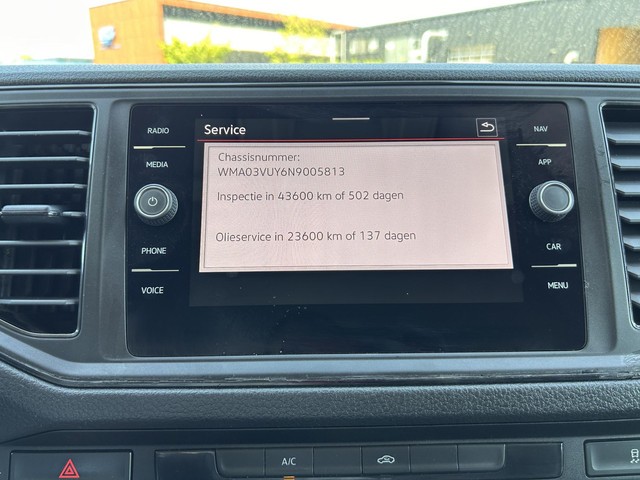 RADIO
MEDIA
PHONE
VOICE
Service
Chassisnummer:
WMA03VUY6N9005813
Inspectie in 43600 km of 502 dagen
Olieservice in 23600 km of 137 dagen
NAV
APP
CAR
MENU
A/C